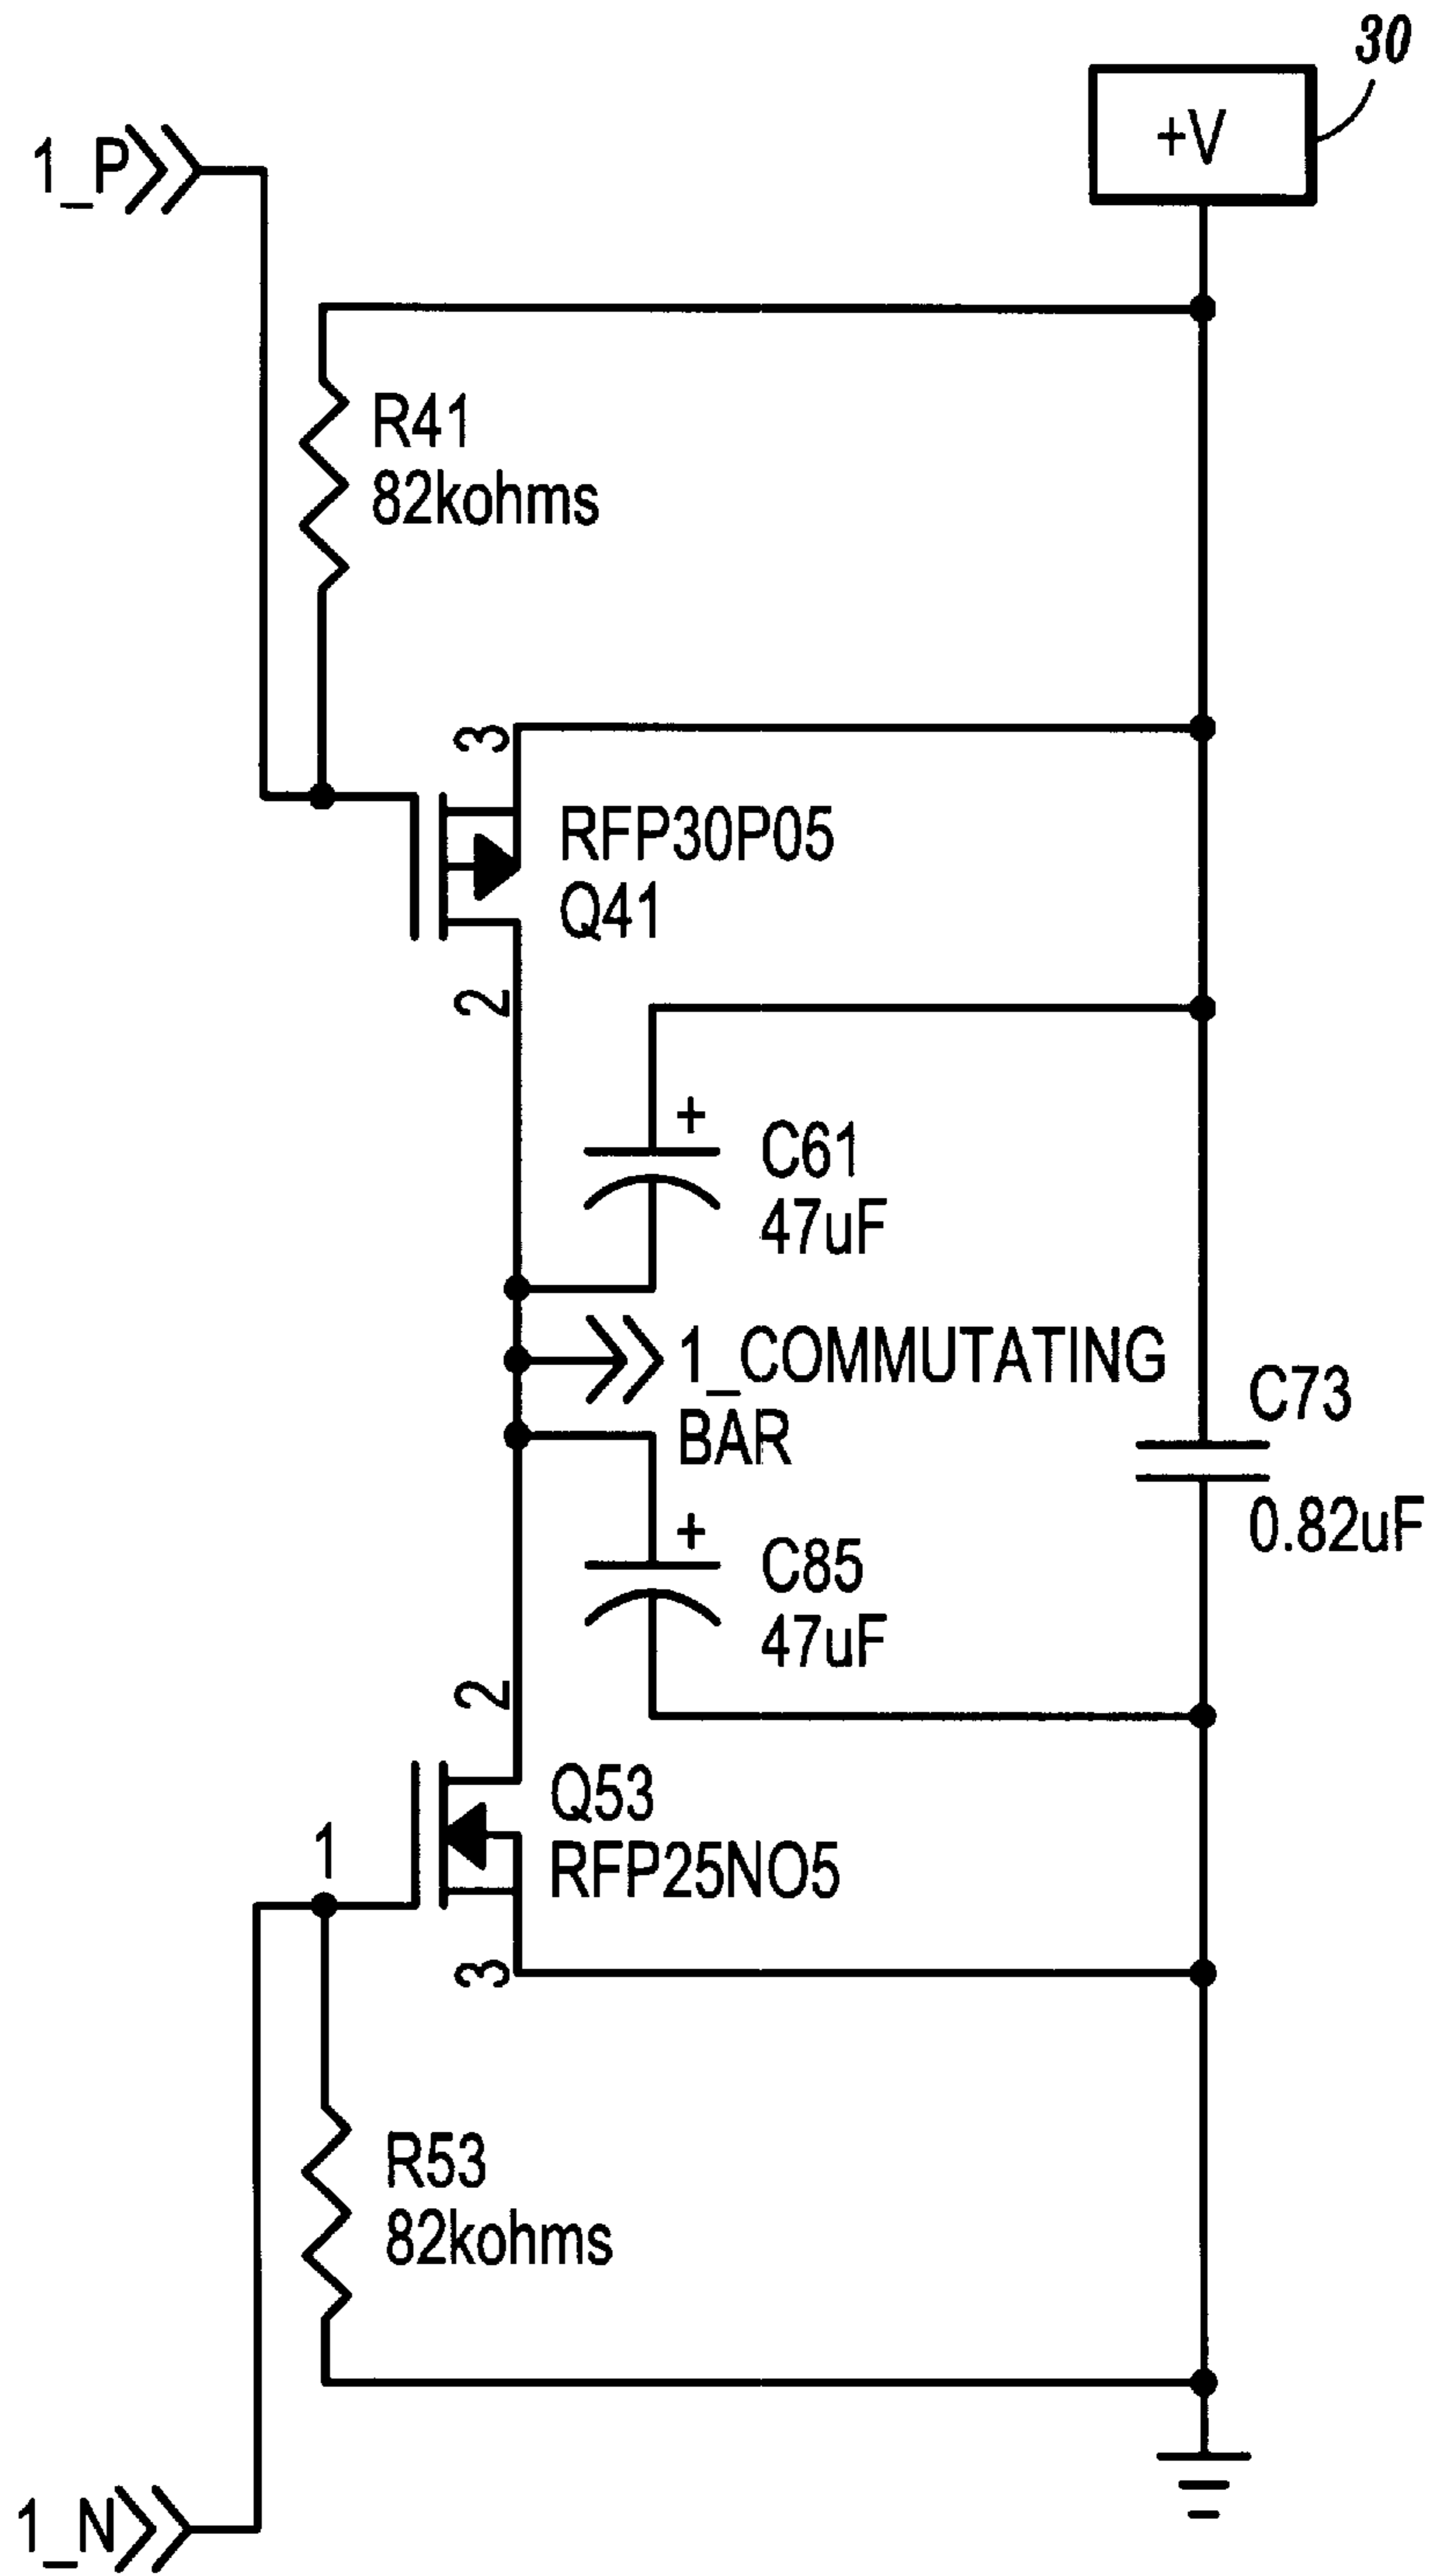 30
+V
1_P
R41
82kohms
3
RFP30P05
Q41
2
+
C61
47uF
1_COMMUTATING
BAR
C73
0.82uF
+
C85
47uF
2
Q53
RFP25NO5
1
3
R53
82kohms
1_N